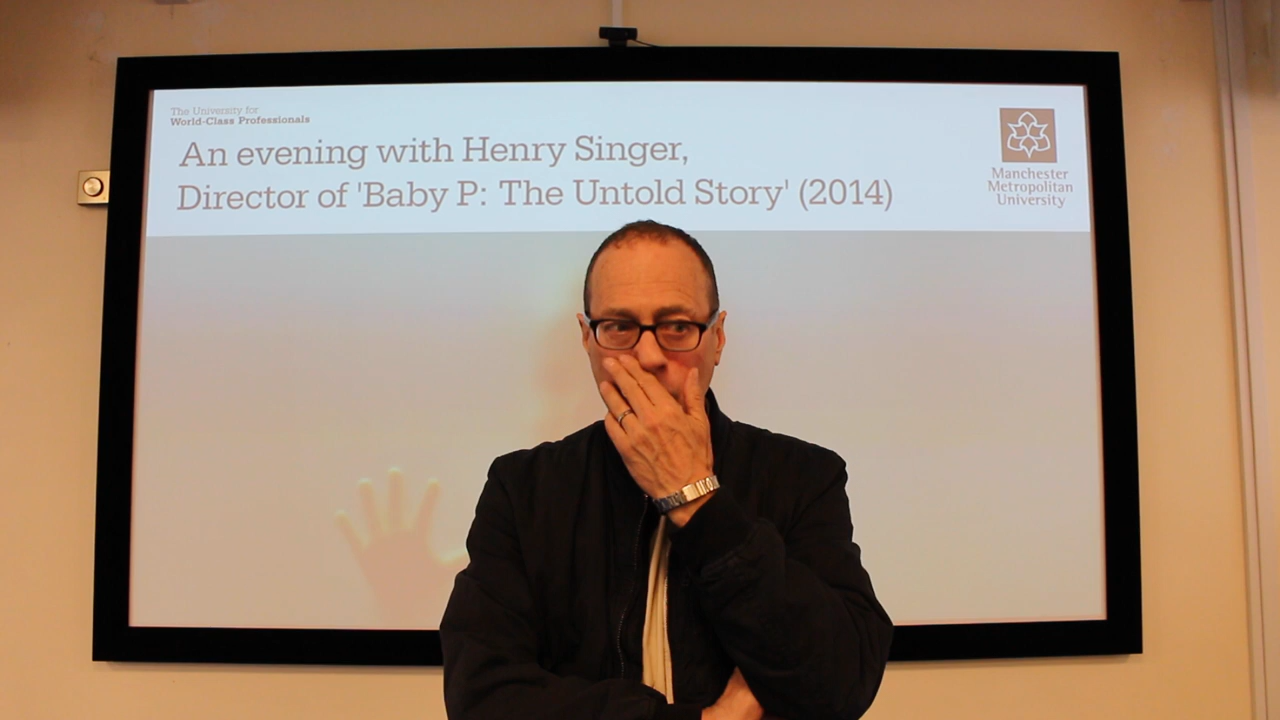 The University for
World-Class Professionals
An evening with Henry Singer,
Director of 'Baby P: The Untold Story' (2014)
Manchester
Metropolitan
University